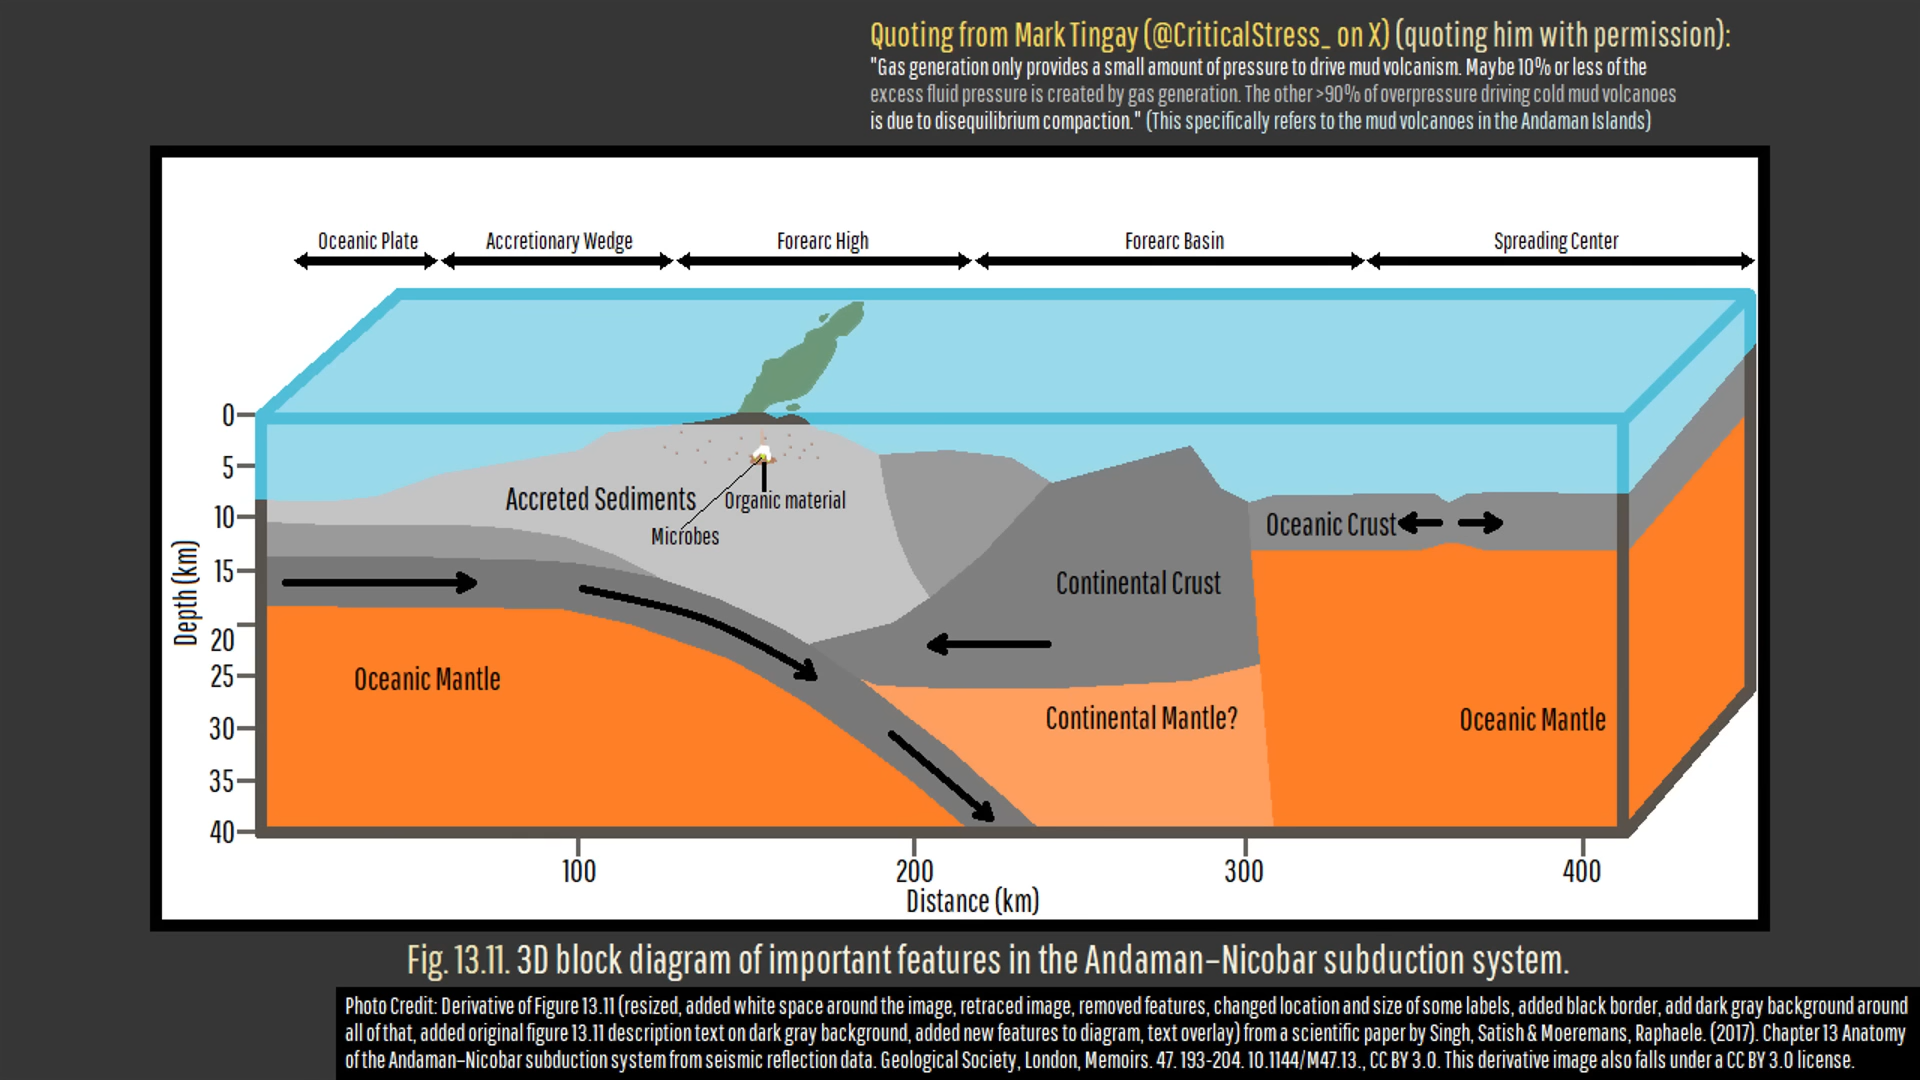 Quoting from Mark Tingay (@CriticalStress_ on X) (quoting him with permission):
"Gas generation only provides a small amount of pressure to drive mud volcanism. Maybe 10% or less of the
excess fluid pressure is created by gas generation. The other >90% of overpressure driving cold mud volcanoes
is due to disequilibrium compaction." (This specifically refers to the mud volcanoes in the Andaman Islands)
Oceanic Plate
Accretionary Wedge
Forearc High
Forearc Basin
Spreading Center
0
5
10
15
20
25
30
35
40
Depth (km)
Accreted Sediments
Organic material
Microbes
Oceanic Crust
Continental Crust
Oceanic Mantle
Continental Mantle?
Oceanic Mantle
100
200
300
400
Distance (km)
Fig. 13.11. 3D block diagram of important features in the Andaman–Nicobar subduction system.
Photo Credit: Derivative of Figure 13.11 (resized, added white space around the image, retraced image, removed features, changed location and size of some labels, added black border, add dark gray background around
all of that, added original figure 13.11 description text on dark gray background, added new features to diagram, text overlay) from a scientific paper by Singh, Satish & Moeremans, Raphaele. (2017). Chapter 13 Anatomy
of the Andaman–Nicobar subduction system from seismic reflection data. Geological Society, London, Memoirs. 47. 193-204. 10.1144/M47.13., CC BY 3.0. This derivative image also falls under a CC BY 3.0 license.